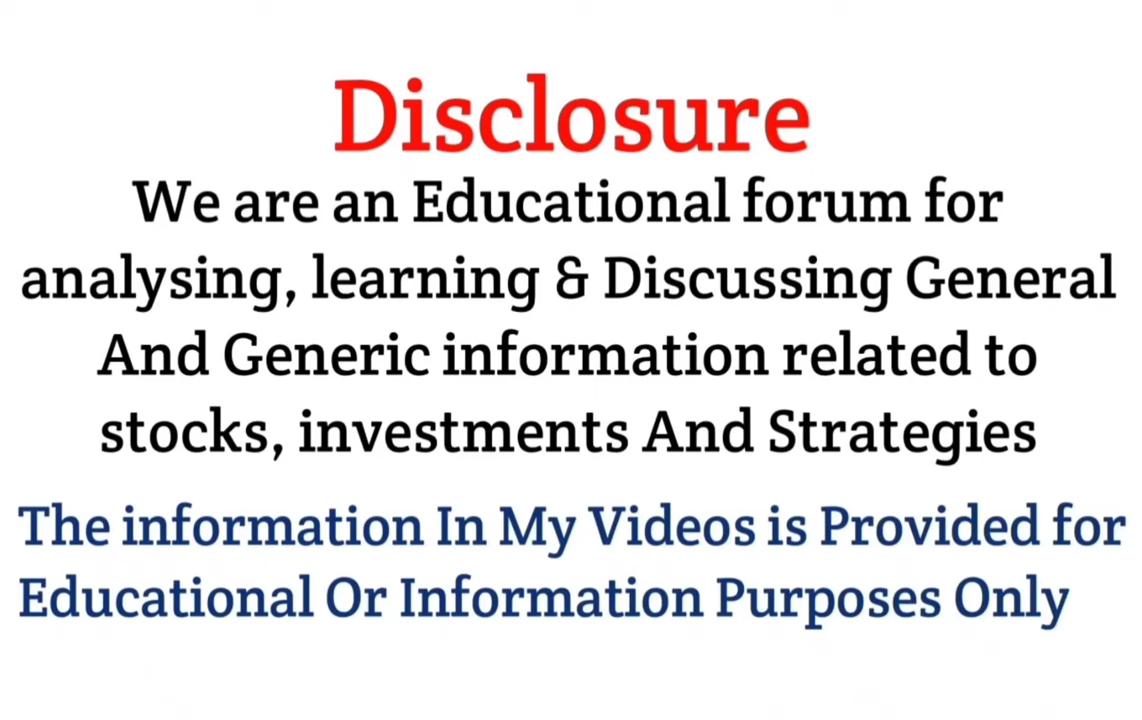 Disclosure
We are an Educational forum for
analysing, learning & Discussing General
And Generic information related to
stocks, investments And Strategies
The information In My Videos is Provided for
Educational Or Information Purposes Only